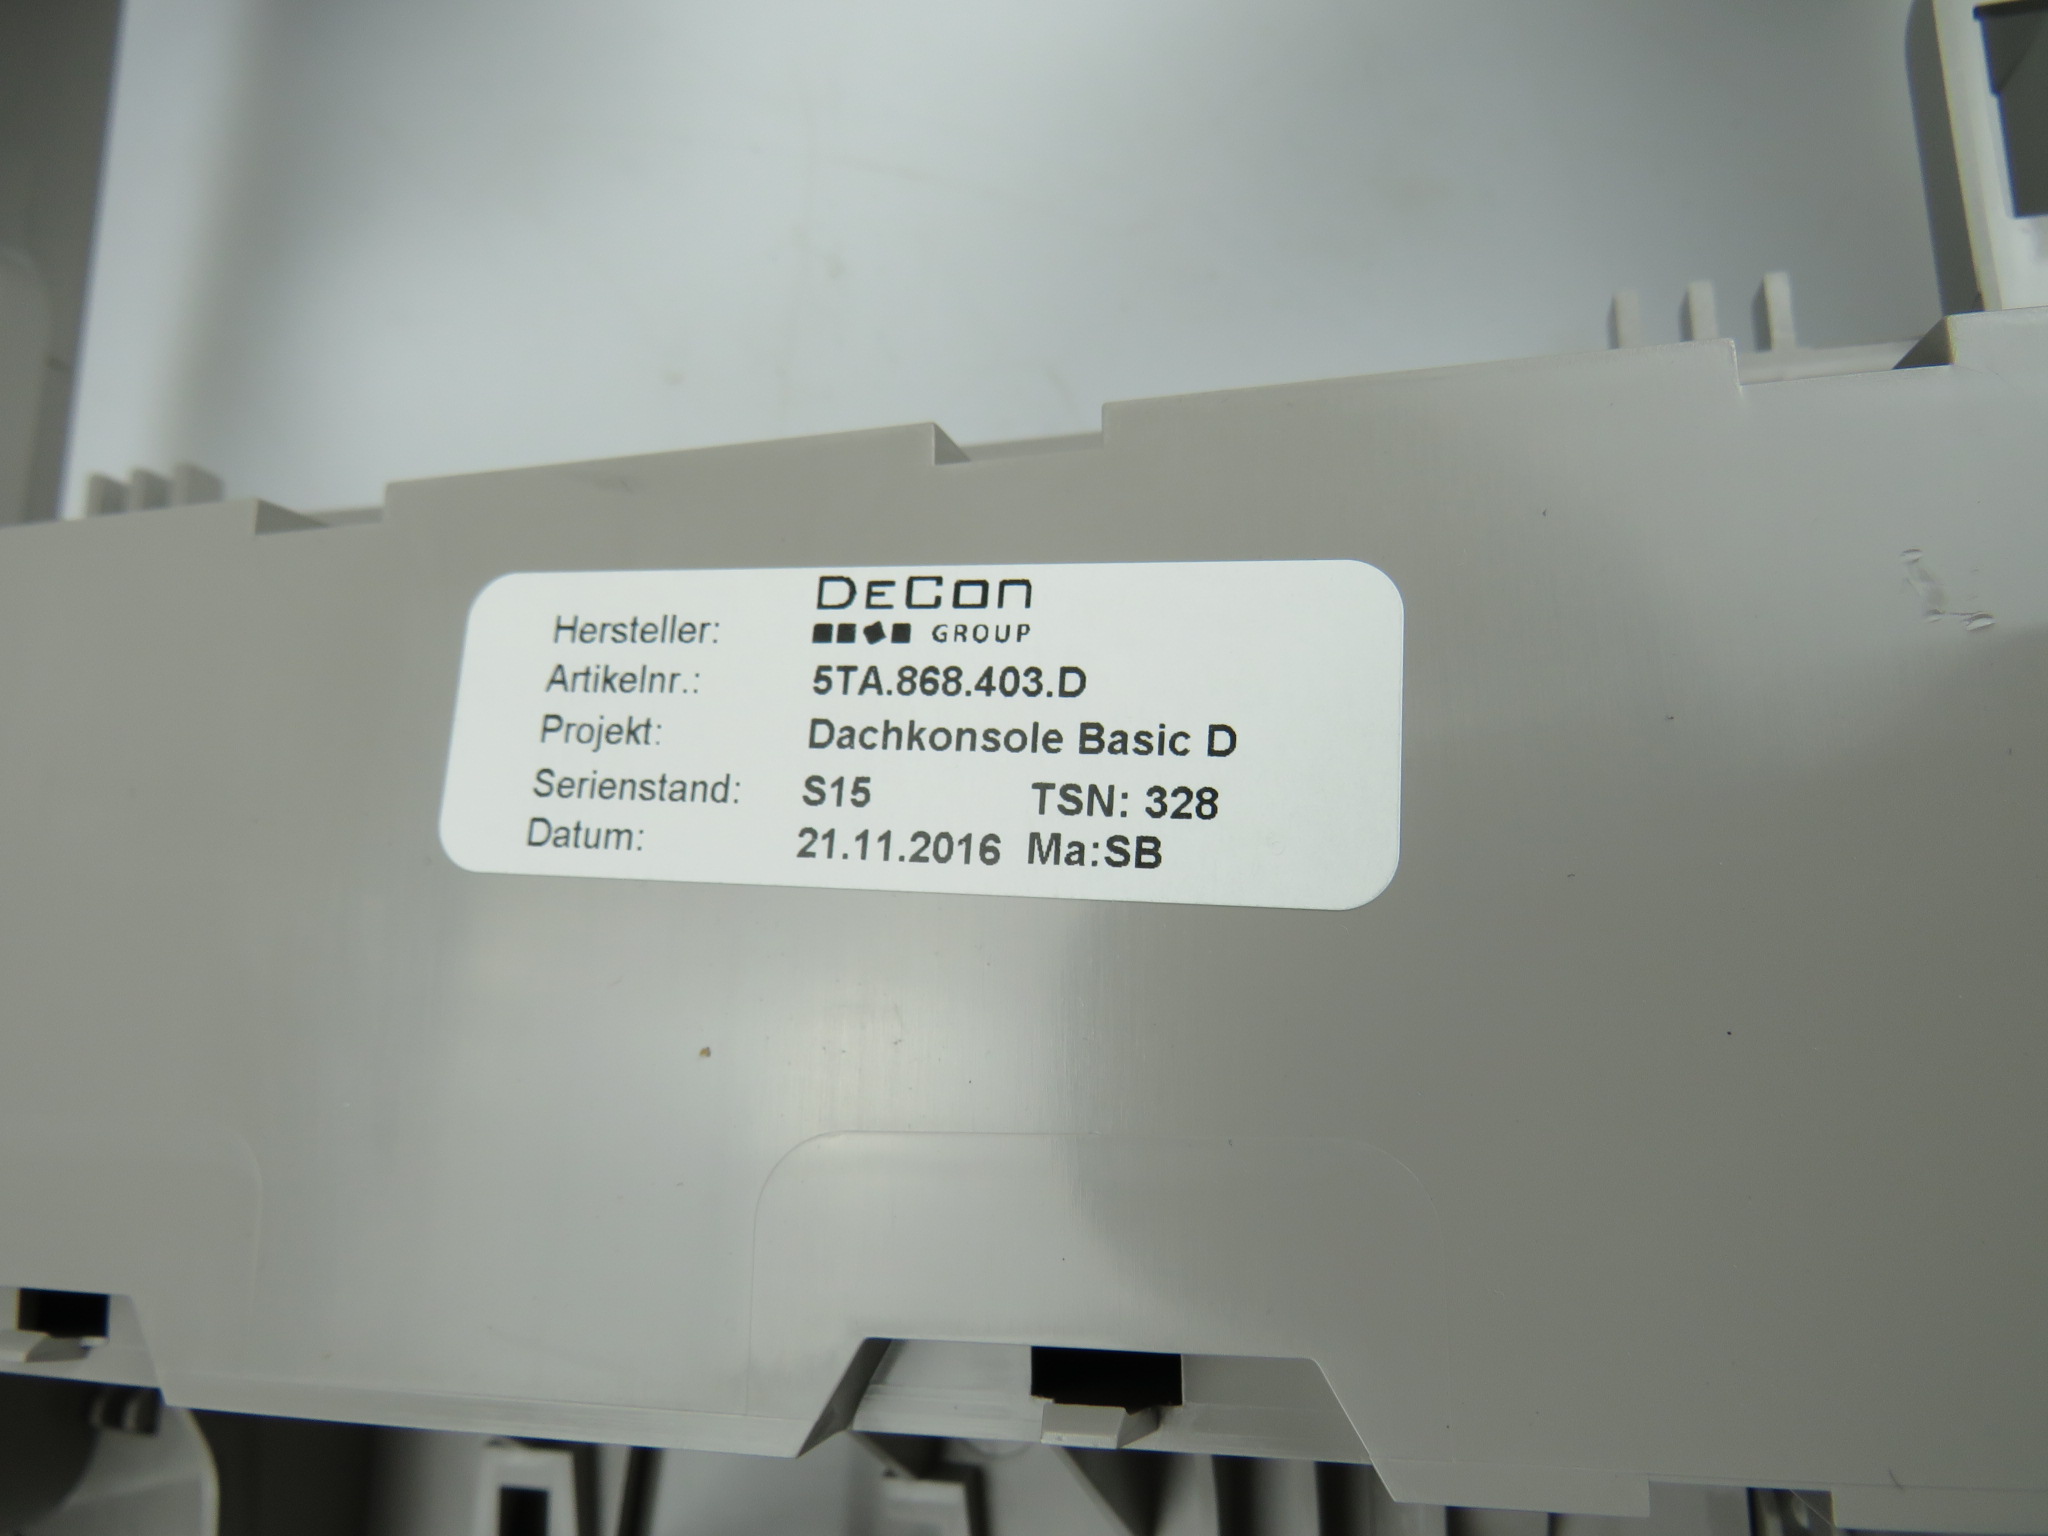 Hersteller: DECON GROUP
Artikelnr.: 5TA.868.403.D
Projekt: Dachkonsole Basic D
Serienstand: S15 TSN: 328
Datum: 21.11.2016 Ma:SB